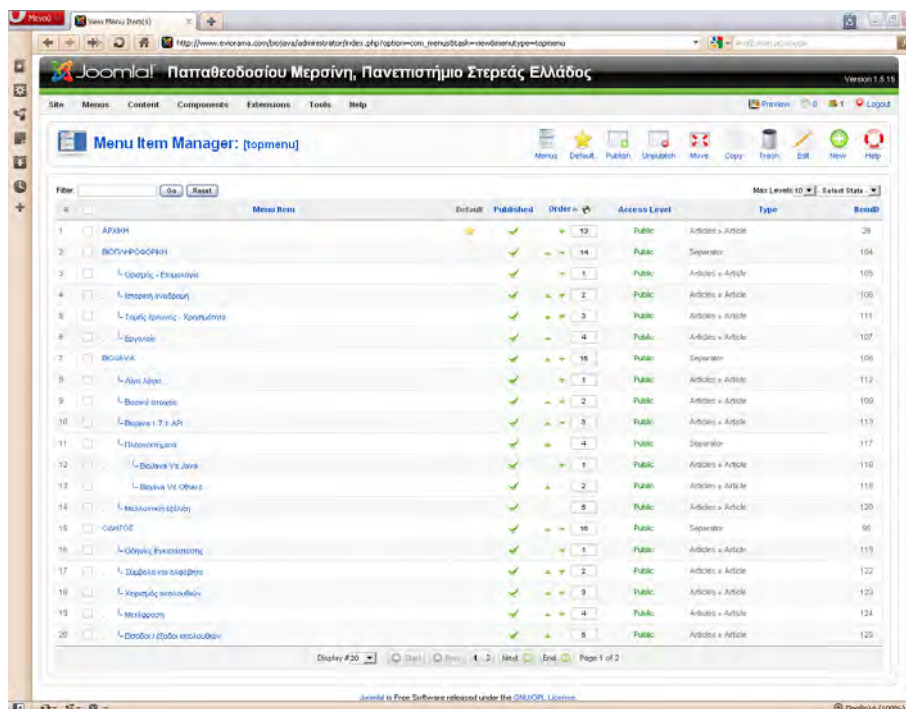 Μενού View Menu Item(s)
http://www.eviorama.com/biojava/administrator/index.php?option=com_menus&task=view&menutype=topmenu
Joomla! Παπαθεοδοσίου Μερσίνη, Πανεπιστήμιο Στερεάς Ελλάδος Version 1.5.15
Site Menus Content Components Extensions Tools Help Preview 0 1 Logout
Menu Item Manager: [topmenu]
Menus Default Publish Unpublish Move Copy Trash Edit New Help
Filter: Go Reset Max Levels 10 - Select State -
# Menu Item Default Published Order Access Level Type ItemID
1 ΑΡΧΙΚΗ 13 Public Articles » Article 28
2 ΒΙΟΠΛΗΡΟΦΟΡΙΚΗ 14 Public Separator 104
3 Ορισμός - Ετυμολογία 1 Public Articles » Article 105
4 Ιστορική αναδρομή 2 Public Articles » Article 106
5 Τομείς έρευνας - Χρησιμότητα 3 Public Articles » Article 111
6 Εργαλεία 4 Public Articles » Article 107
7 BIOJAVA 15 Public Separator 108
8 Λίγα λόγια 1 Public Articles » Article 112
9 Βασικά στοιχεία 2 Public Articles » Article 109
10 Biojava 1.7.1 API 3 Public Articles » Article 113
11 Πλεονεκτήματα 4 Public Separator 117
12 BioJava Vs Java 1 Public Articles » Article 110
13 Biojava Vs Others 2 Public Articles » Article 118
14 Μελλοντική εξέλιξη 5 Public Articles » Article 120
15 ΟΔΗΓΟΣ 16 Public Separator
16 Οδηγίες Εγκατάστασης 1 Public Articles » Article 119
17 Σύμβολα και αλφάβητα 2 Public Articles » Article 122
18 Χειρισμός ακολουθιών 3 Public Articles » Article 123
19 Μετάφραση 4 Public Articles » Article 124
20 Είσοδοι / έξοδοι ακολουθιών Public Articles » Article
Display # 20 Start Prev 1 2 Next End Page 1 of 2
Joomla! is Free Software released under the GNU/GPL License.